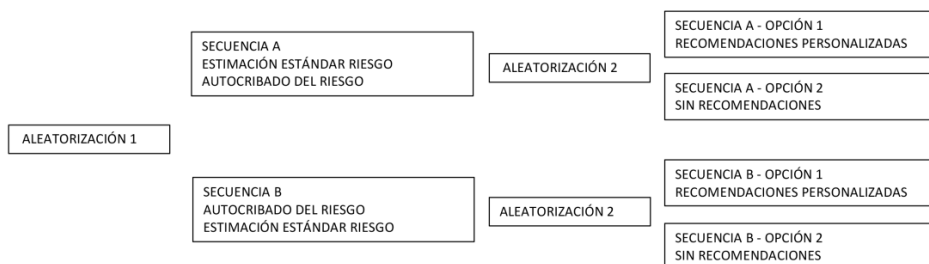 ALEATORIZACIÓN 1
SECUENCIA A
ESTIMACIÓN ESTÁNDAR RIESGO
AUTOCRIBADO DEL RIESGO
ALEATORIZACIÓN 2
SECUENCIA A - OPCIÓN 1
RECOMENDACIONES PERSONALIZADAS
SECUENCIA A - OPCIÓN 2
SIN RECOMENDACIONES
SECUENCIA B
AUTOCRIBADO DEL RIESGO
ESTIMACIÓN ESTÁNDAR RIESGO
ALEATORIZACIÓN 2
SECUENCIA B - OPCIÓN 1
RECOMENDACIONES PERSONALIZADAS
SECUENCIA B - OPCIÓN 2
SIN RECOMENDACIONES